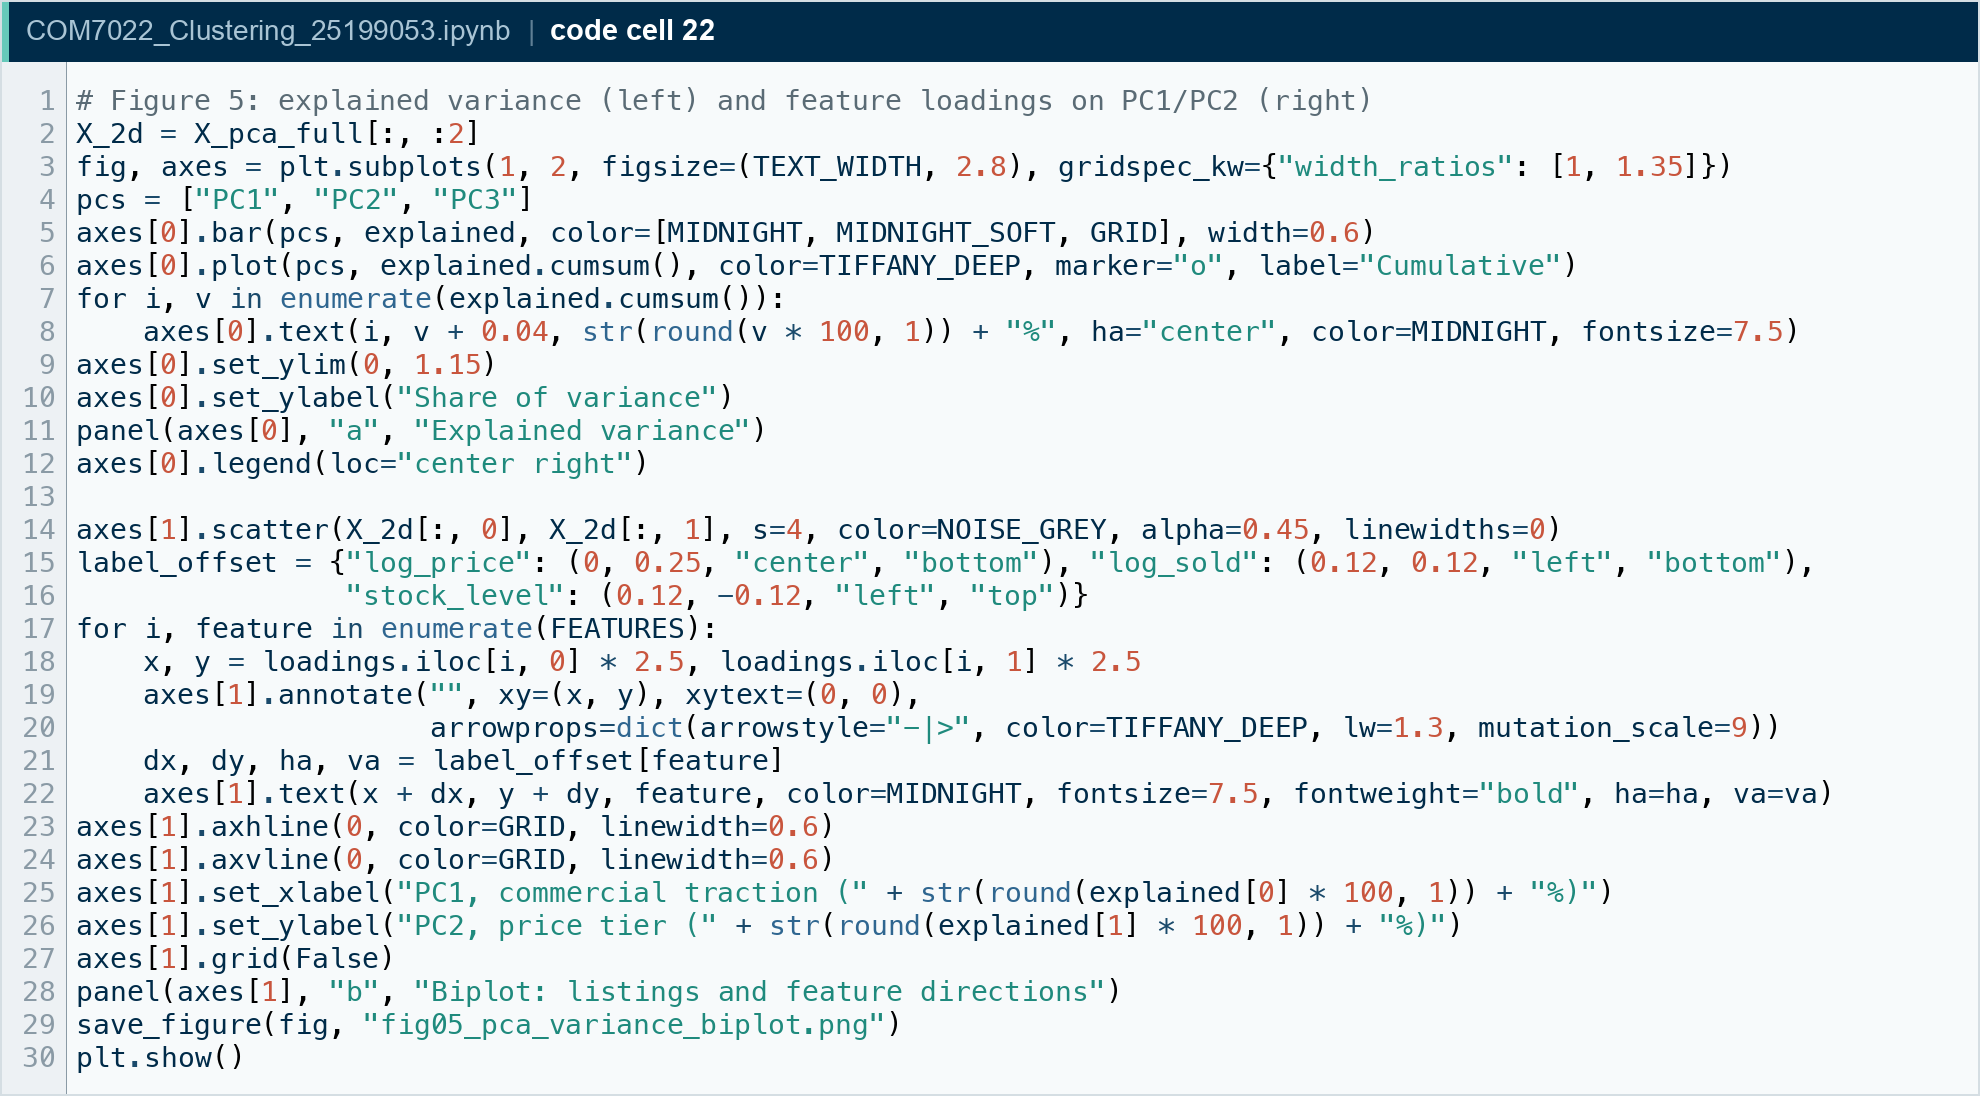 COM7022_Clustering_25199053.ipynb | code cell 22
1 # Figure 5: explained variance (left) and feature loadings on PC1/PC2 (right)
2 X_2d = X_pca_full[:, :2]
3 fig, axes = plt.subplots(1, 2, figsize=(TEXT_WIDTH, 2.8), gridspec_kw={"width_ratios": [1, 1.35]})
4 pcs = ["PC1", "PC2", "PC3"]
5 axes[0].bar(pcs, explained, color=[MIDNIGHT, MIDNIGHT_SOFT, GRID], width=0.6)
6 axes[0].plot(pcs, explained.cumsum(), color=TIFFANY_DEEP, marker="o", label="Cumulative")
7 for i, v in enumerate(explained.cumsum()):
8     axes[0].text(i, v + 0.04, str(round(v * 100, 1)) + "%", ha="center", color=MIDNIGHT, fontsize=7.5)
9 axes[0].set_ylim(0, 1.15)
10 axes[0].set_ylabel("Share of variance")
11 panel(axes[0], "a", "Explained variance")
12 axes[0].legend(loc="center right")
13
14 axes[1].scatter(X_2d[:, 0], X_2d[:, 1], s=4, color=NOISE_GREY, alpha=0.45, linewidths=0)
15 label_offset = {"log_price": (0, 0.25, "center", "bottom"), "log_sold": (0.12, 0.12, "left", "bottom"),
16                 "stock_level": (0.12, −0.12, "left", "top")}
17 for i, feature in enumerate(FEATURES):
18     x, y = loadings.iloc[i, 0] * 2.5, loadings.iloc[i, 1] * 2.5
19     axes[1].annotate("", xy=(x, y), xytext=(0, 0),
20                      arrowprops=dict(arrowstyle="−|>", color=TIFFANY_DEEP, lw=1.3, mutation_scale=9))
21     dx, dy, ha, va = label_offset[feature]
22     axes[1].text(x + dx, y + dy, feature, color=MIDNIGHT, fontsize=7.5, fontweight="bold", ha=ha, va=va)
23 axes[1].axhline(0, color=GRID, linewidth=0.6)
24 axes[1].axvline(0, color=GRID, linewidth=0.6)
25 axes[1].set_xlabel("PC1, commercial traction (" + str(round(explained[0] * 100, 1)) + "%)")
26 axes[1].set_ylabel("PC2, price tier (" + str(round(explained[1] * 100, 1)) + "%)")
27 axes[1].grid(False)
28 panel(axes[1], "b", "Biplot: listings and feature directions")
29 save_figure(fig, "fig05_pca_variance_biplot.png")
30 plt.show()